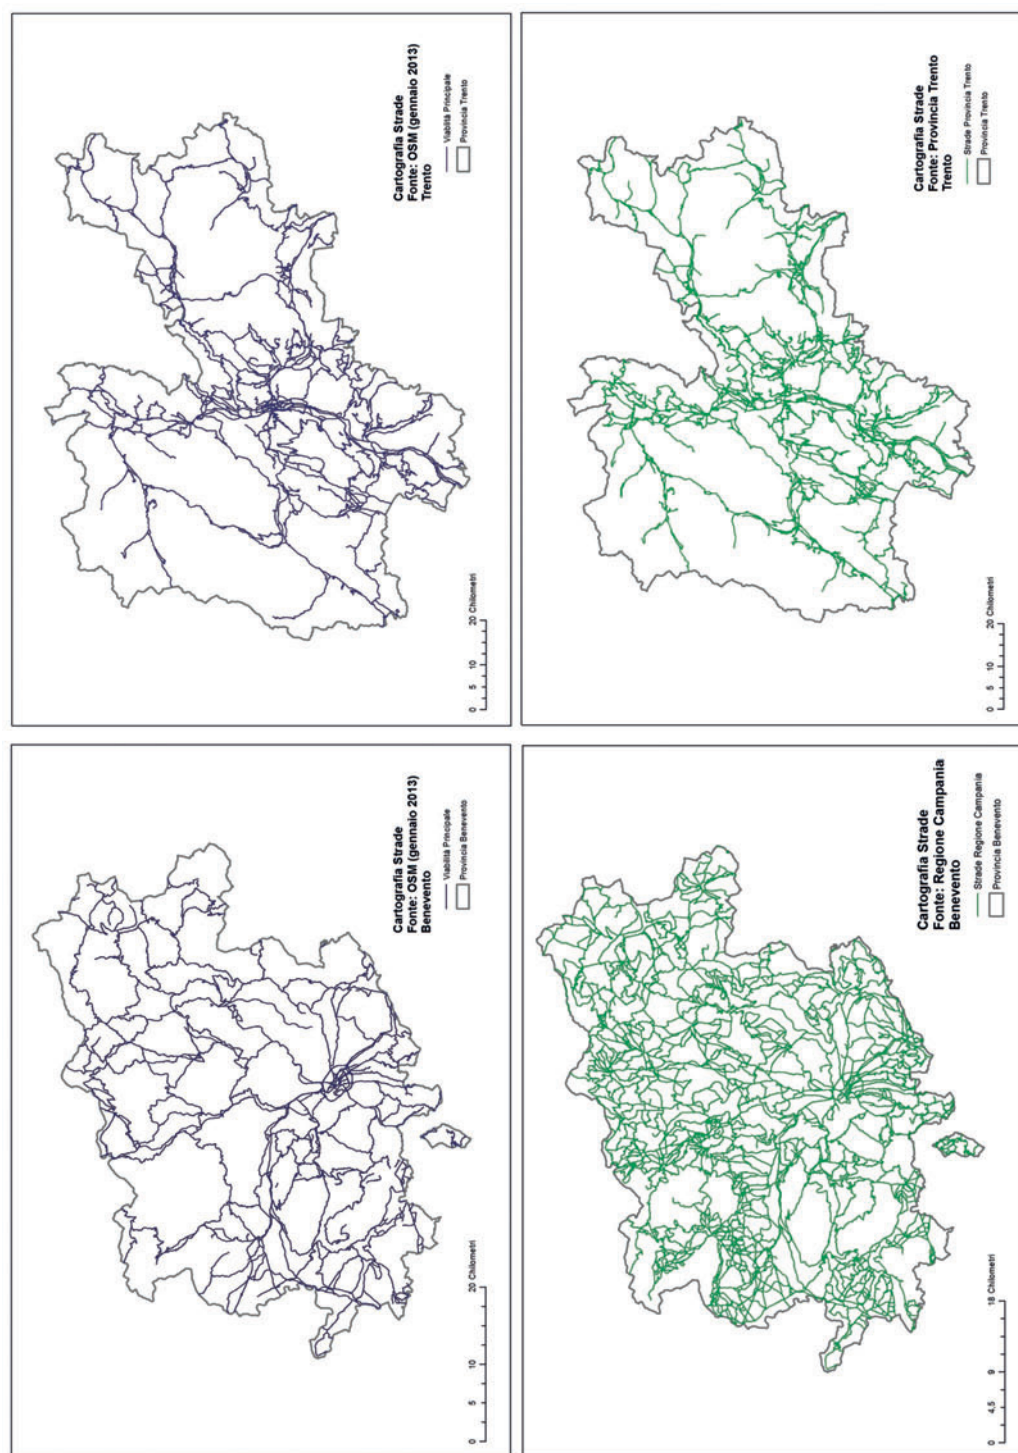 Cartografia Strade
Fonte: OSM (gennaio 2013)
Benevento
Viabilità Principale
Provincia Benevento
0 5 10 20 Chilometri
Cartografia Strade
Fonte: OSM (gennaio 2013)
Trento
Viabilità Principale
Provincia Trento
0 5 10 20 Chilometri
Cartografia Strade
Fonte: Regione Campania
Benevento
Strade Regione Campania
Provincia Benevento
0 4,5 9 18 Chilometri
Cartografia Strade
Fonte: Provincia Trento
Trento
Strade Provincia Trento
Provincia Trento
0 5 10 20 Chilometri